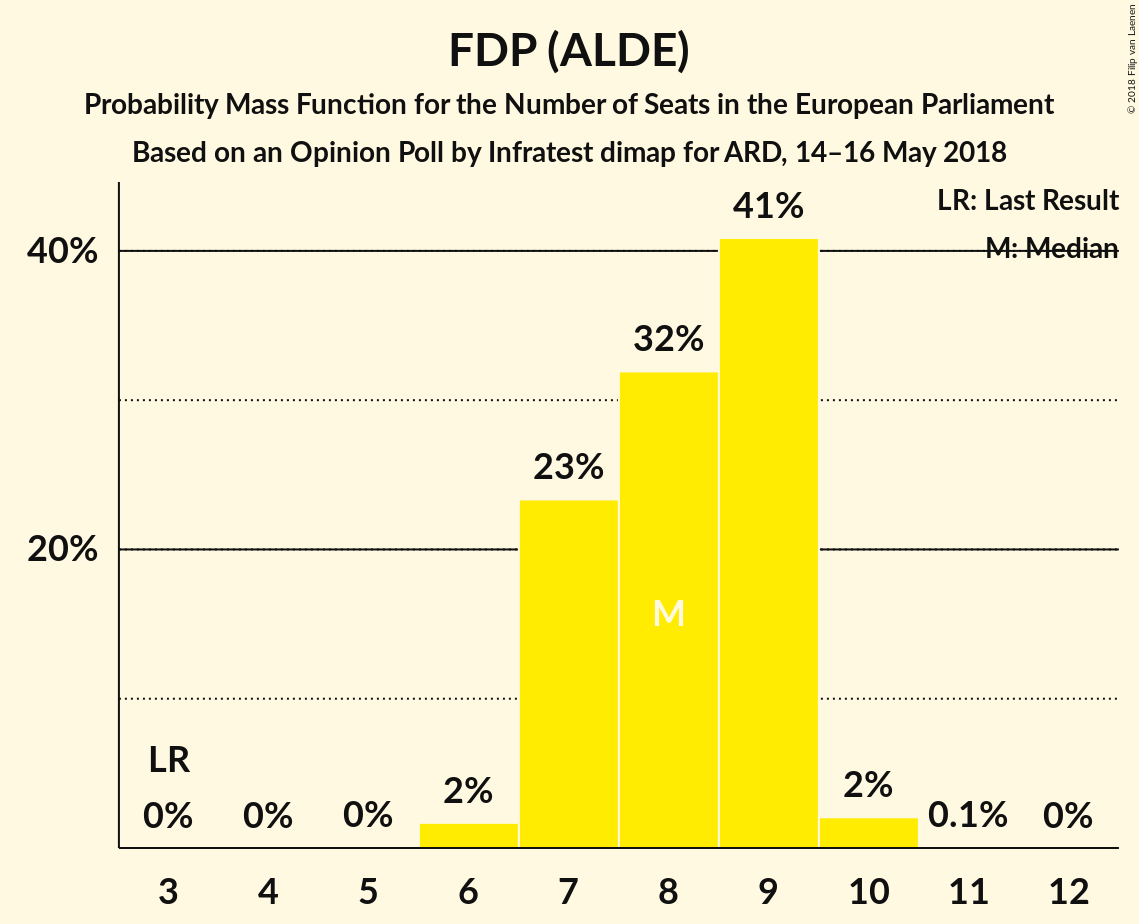 FDP (ALDE)
Probability Mass Function for the Number of Seats in the European Parliament
Based on an Opinion Poll by Infratest dimap for ARD, 14–16 May 2018
© 2018 Filip van Laenen
LR: Last Result
M: Median
40%
20%
41%
32%
23%
M
LR
0%
0%
0%
2%
2%
0.1%
0%
3 4 5 6 7 8 9 10 11 12